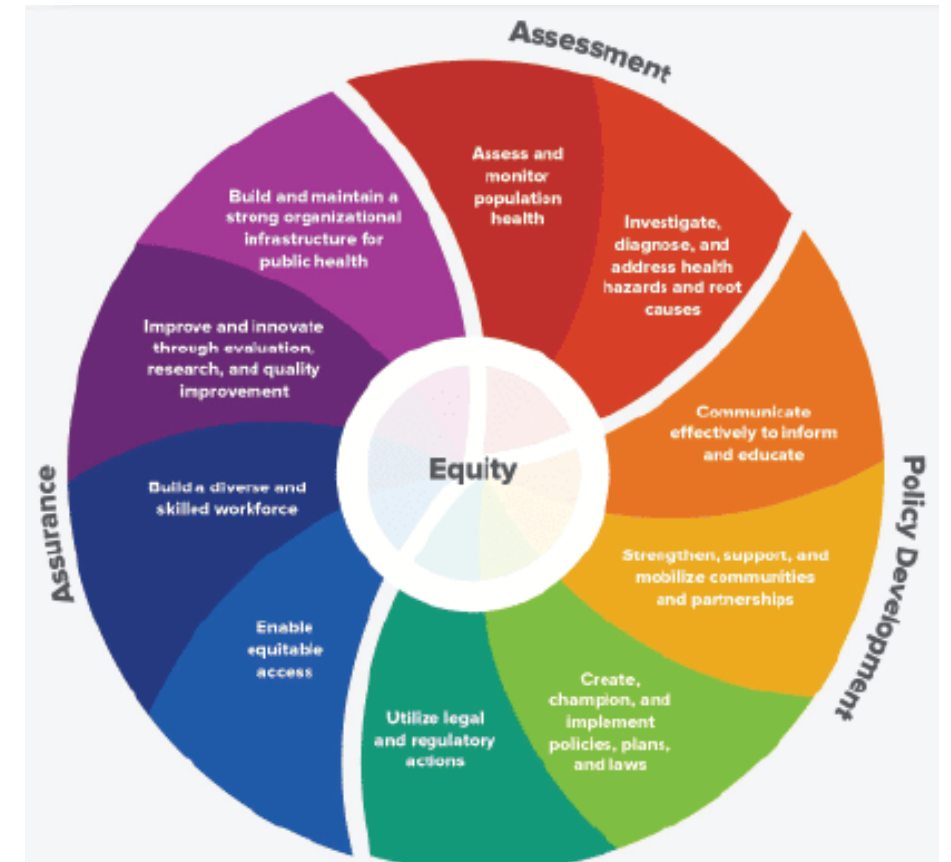 Assessment
Assess and
monitor
population
health
Investigate,
diagnose, and
address health
hazards and root
causes
Policy Development
Communicate
effectively to inform
and educate
Strengthen, support, and
mobilize communities
and partnerships
Create,
champion, and
implement
policies, plans,
and laws
Utilize legal
and regulatory
actions
Assurance
Enable
equitable
access
Build a diverse and
skilled workforce
Improve and innovate
through evaluation,
research, and quality
improvement
Build and maintain a
strong organizational
infrastructure for
public health
Equity